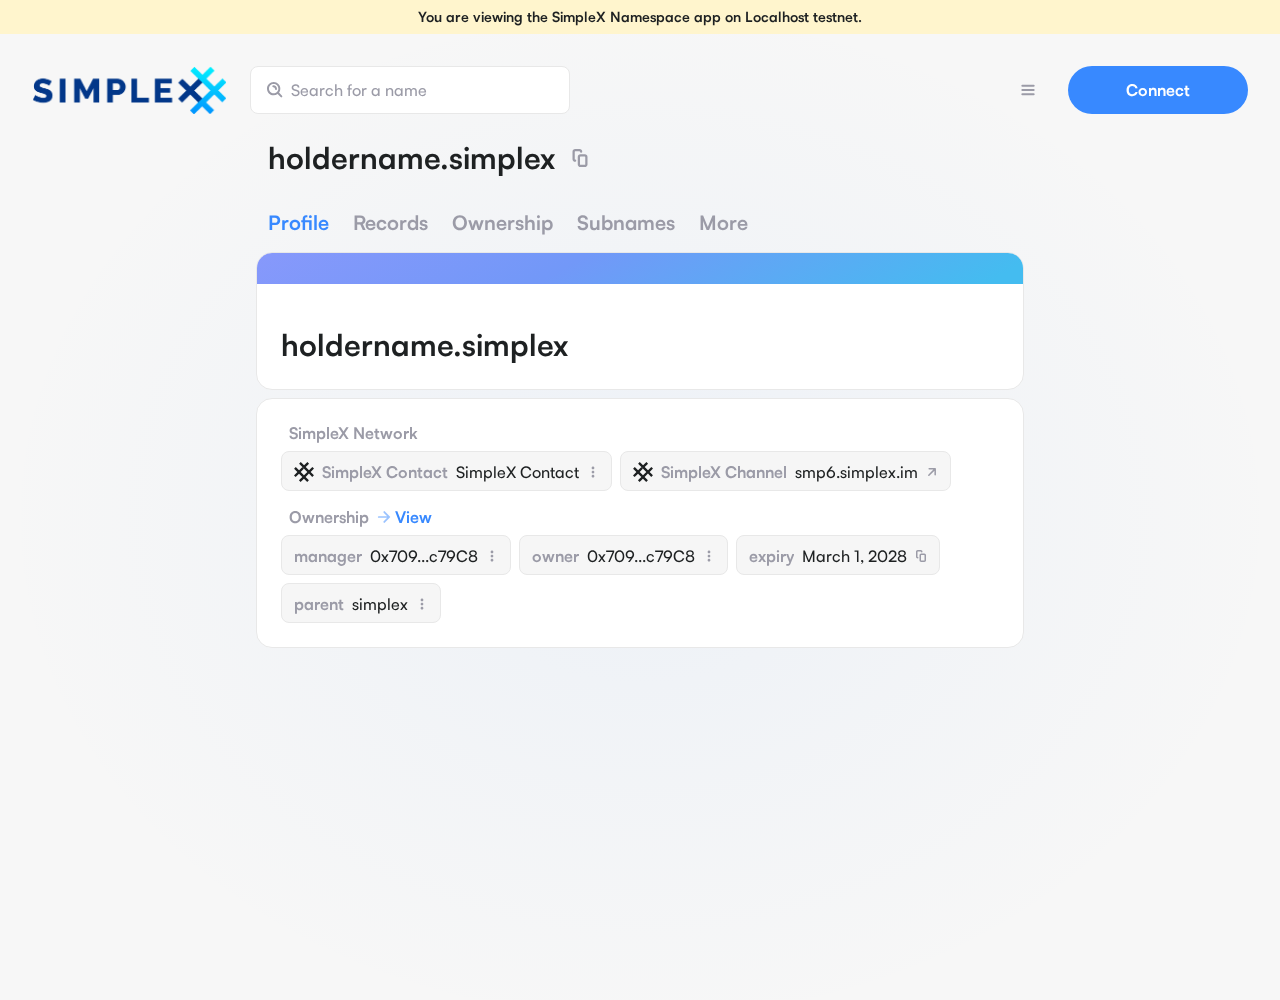 You are viewing the SimpleX Namespace app on Localhost testnet.
SIMPLEX
Search for a name
Connect
holdername.simplex
Profile Records Ownership Subnames More
holdername.simplex
SimpleX Network
SimpleX Contact SimpleX Contact SimpleX Channel smp6.simplex.im
Ownership View
manager 0x709...c79C8 owner 0x709...c79C8 expiry March 1, 2028
parent simplex